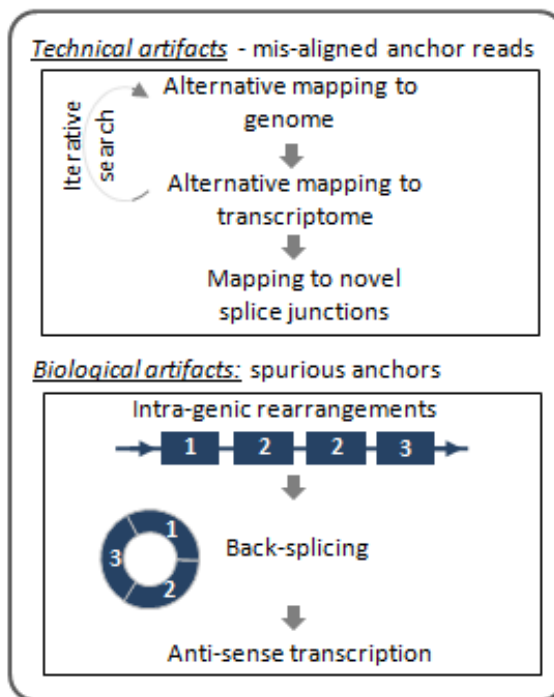 Technical artifacts - mis-aligned anchor reads
Iterative
search
Alternative mapping to
genome
Alternative mapping to
transcriptome
Mapping to novel
splice junctions
Biological artifacts: spurious anchors
Intra-genic rearrangements
1 2 2 3
1
3
2
Back-splicing
Anti-sense transcription